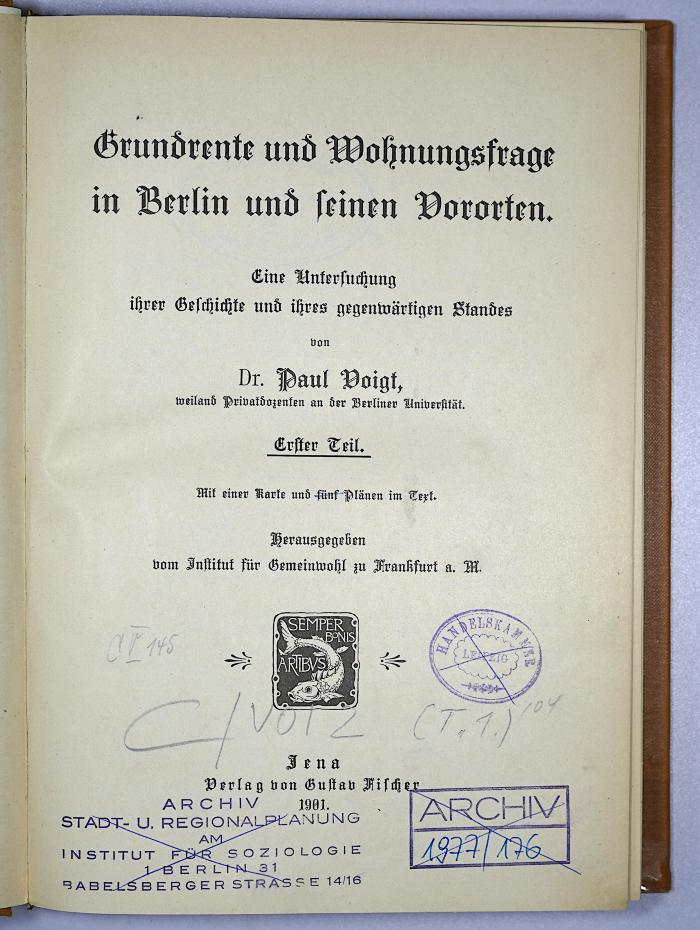 Grundrente und Wohnungsfrage
in Berlin und seinen Vororten.
Eine Untersuchung
ihrer Geschichte und ihres gegenwärtigen Standes
von
Dr. Paul Voigt,
weiland Privatdozenten an der Berliner Universität.
Erster Teil.
Mit einer Karte und fünf Plänen im Text.
Herausgegeben
vom Institut für Gemeinwohl zu Frankfurt a. M.
SEMPER
BONIS
ARTIBVS
HANDELSKAMMER
LEIPZIG
145
(T. 1.) 104
Jena
Verlag von Gustav Fischer
1901.
ARCHIV
STADT- U. REGIONALPLANUNG
AM
INSTITUT FÜR SOZIOLOGIE
1 BERLIN 31
BABELSBERGER STRASSE 14/16
ARCHIV
1977/176